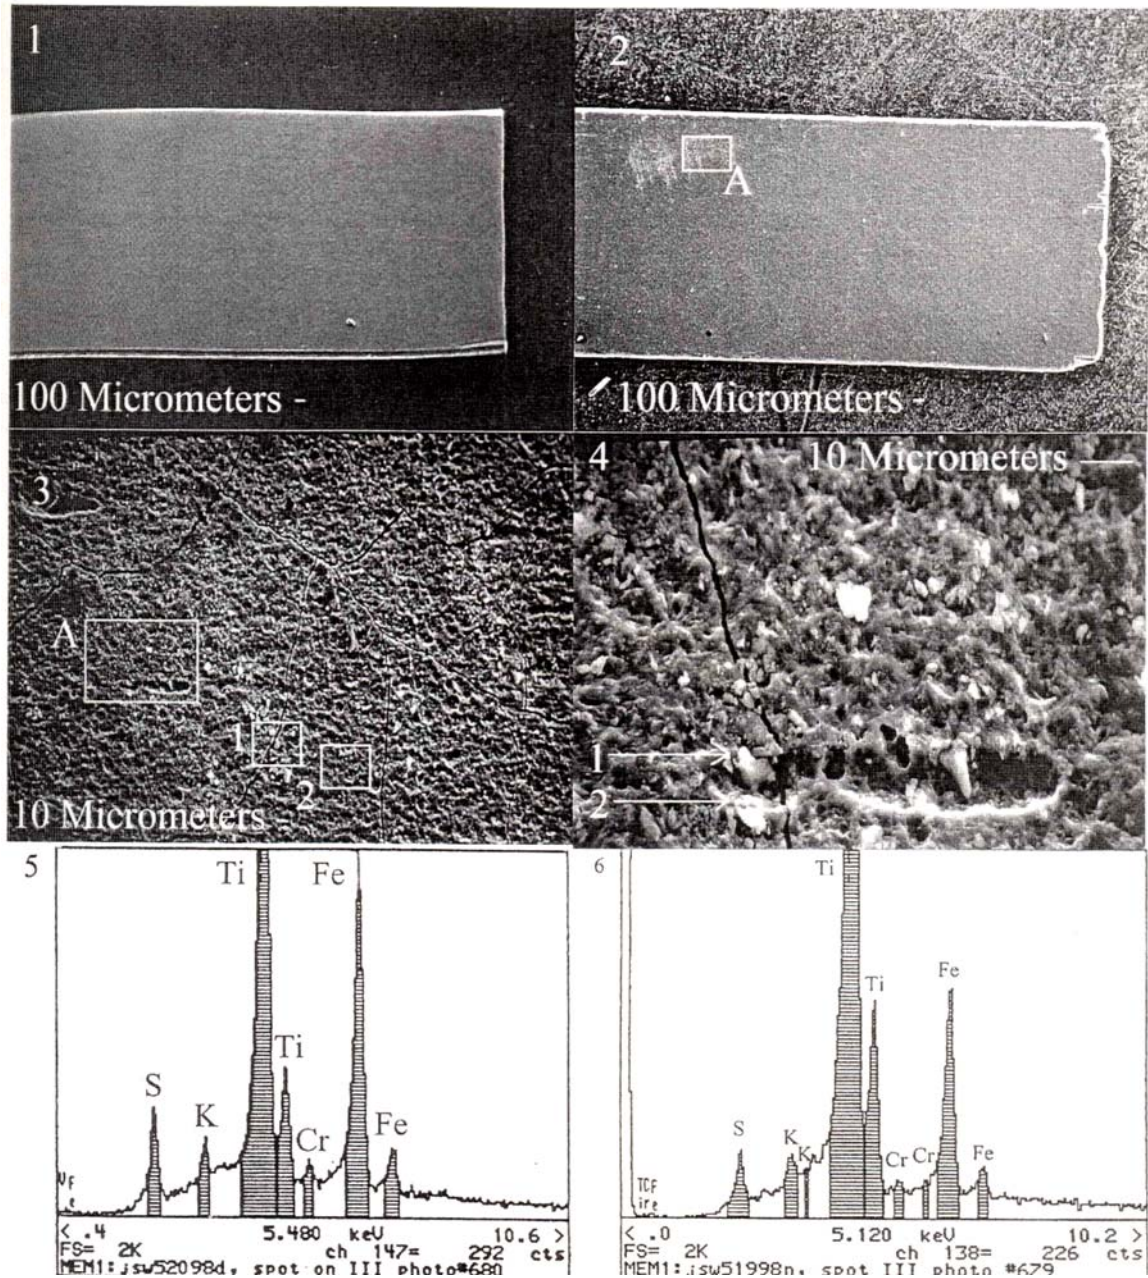 1
100 Micrometers -
2
A
100 Micrometers -
3
A
1
2
10 Micrometers -
4
10 Micrometers
1
2
5
Ti
Fe
S
K
Ti
Cr
Fe
< .4 5.480 keV 10.6 >
FS= 2K ch 147= 292 cts
MEM1:jsw52098d, spot on III photo#680
6
Ti
Ti
Fe
S
K
K
Cr
Cr
Fe
< .0 5.120 keV 10.2 >
FS= 2K ch 138= 226 cts
MEM1:jsw51998n, spot III photo #679